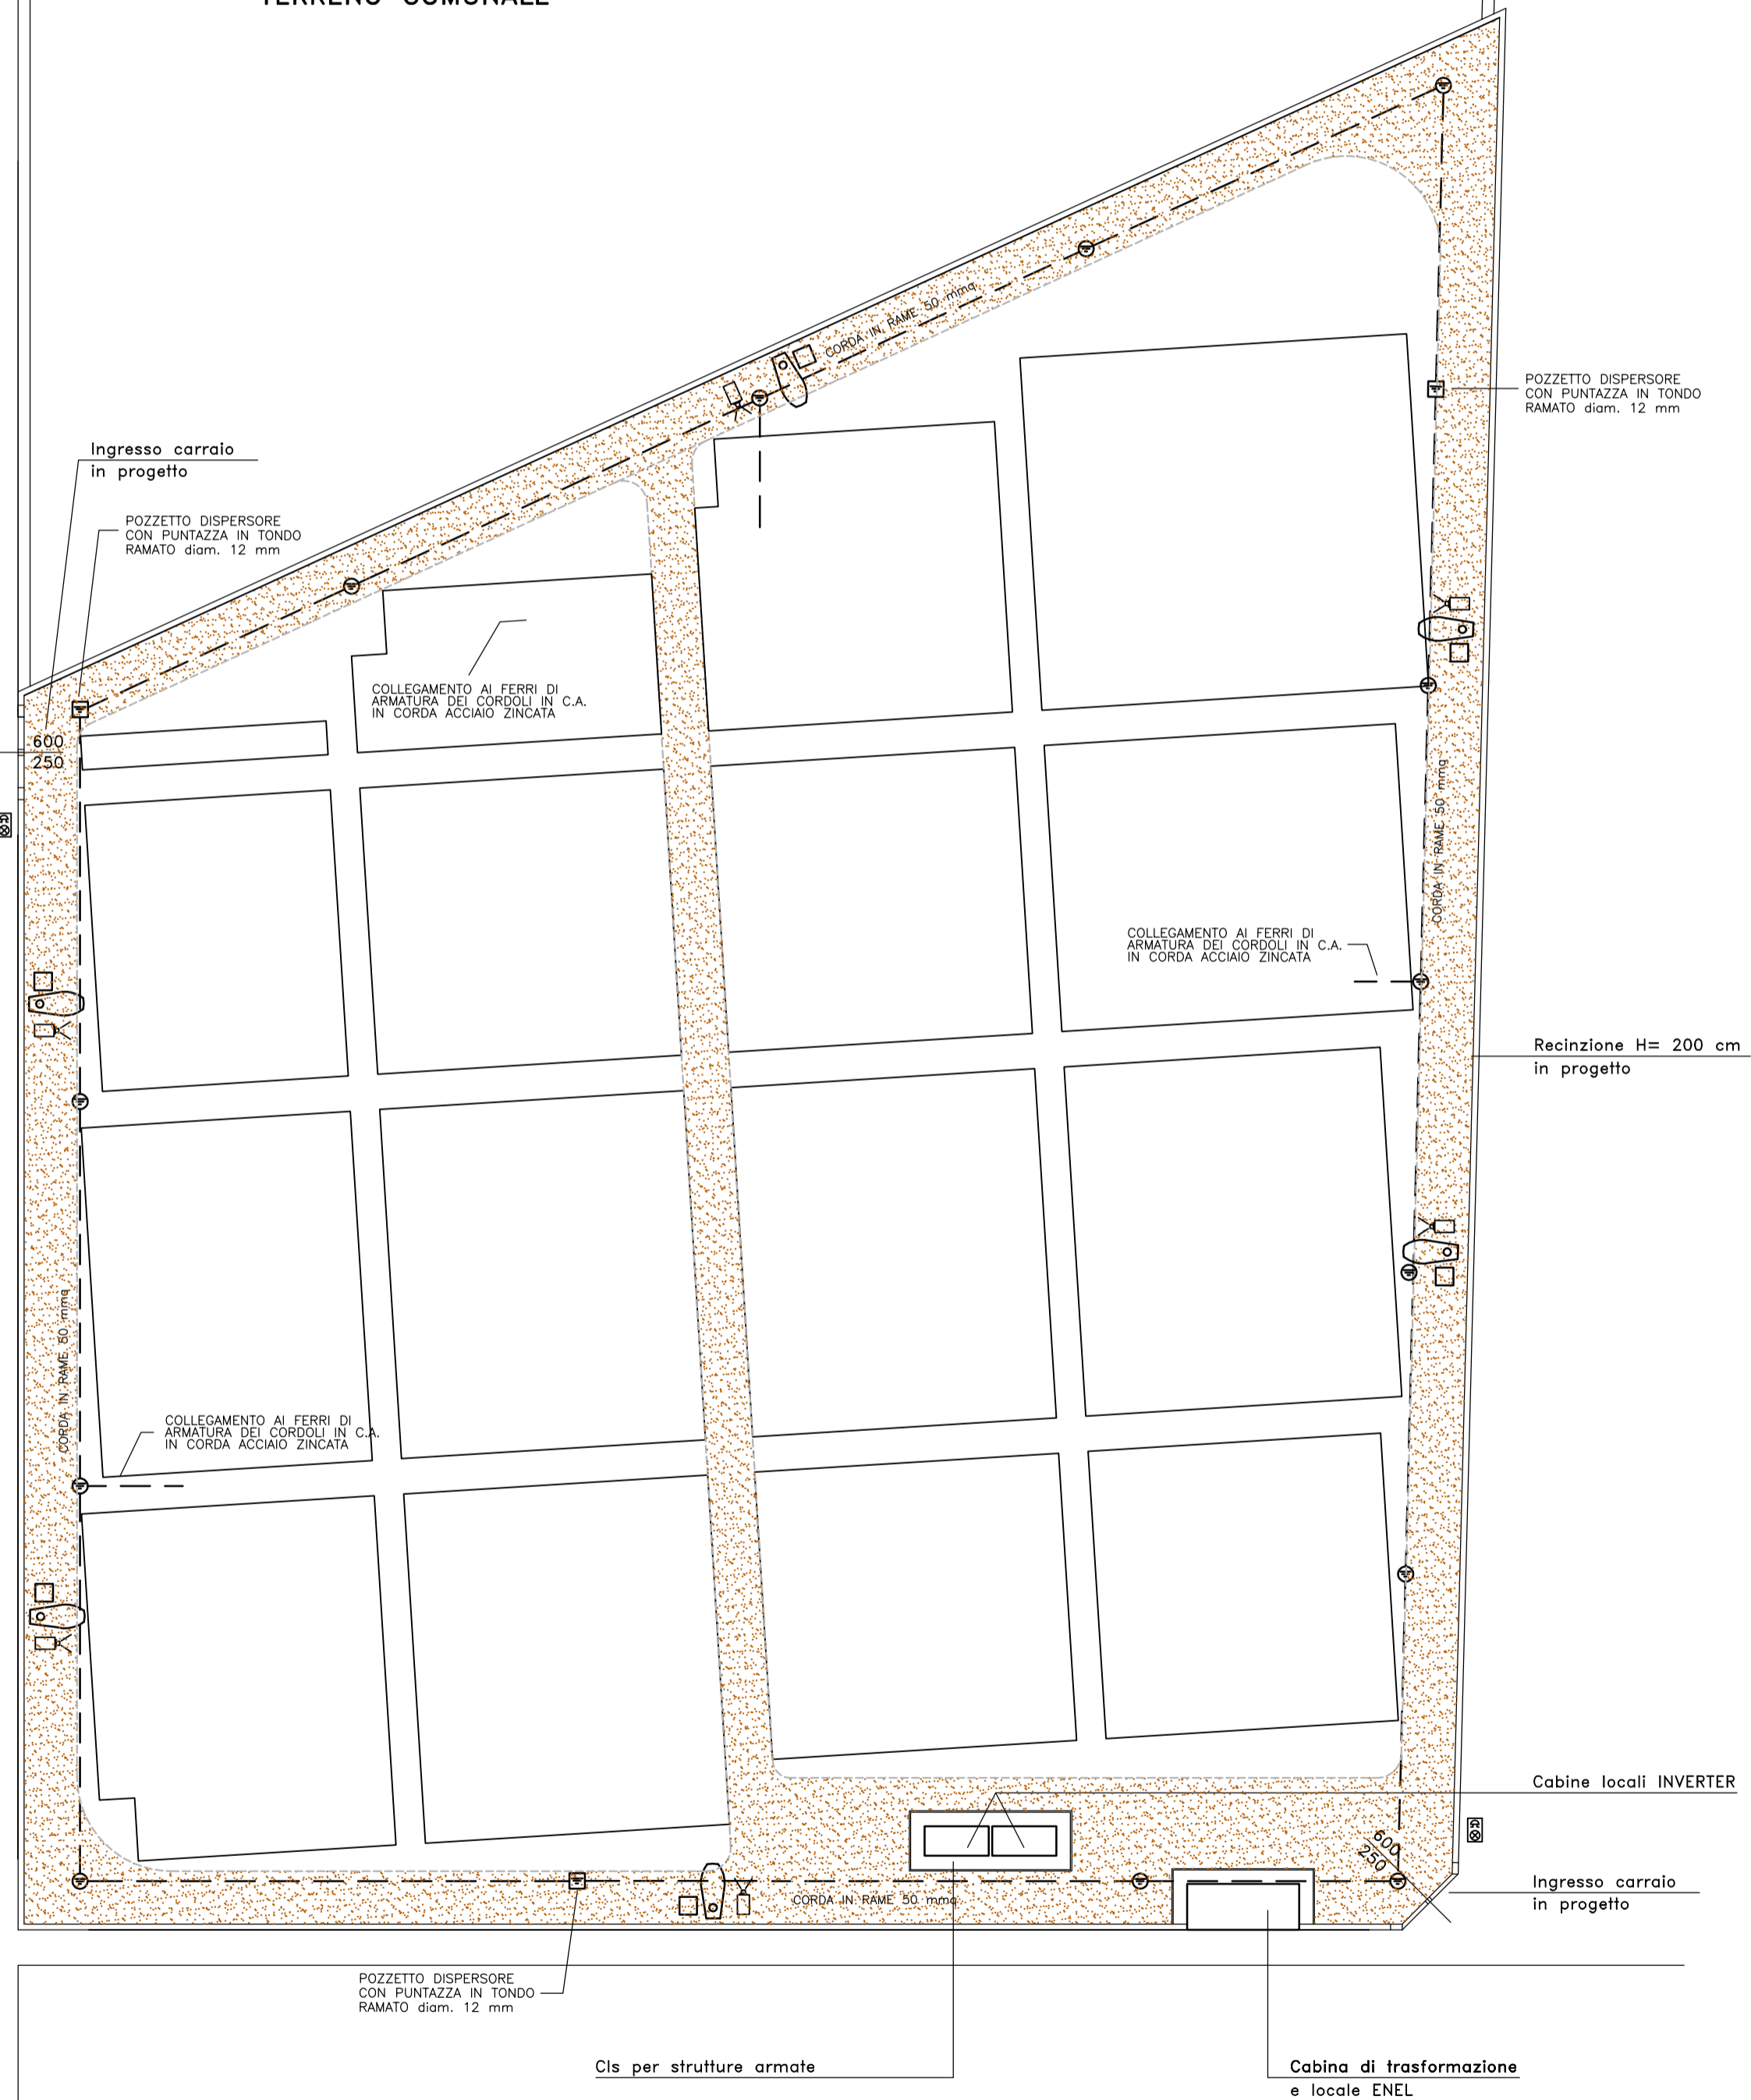 TERRENO COMUNALE
CORDA IN RAME 50 mmq
POZZETTO DISPERSORE
CON PUNTAZZA IN TONDO
RAMATO diam. 12 mm
Ingresso carraio
in progetto
POZZETTO DISPERSORE
CON PUNTAZZA IN TONDO
RAMATO diam. 12 mm
COLLEGAMENTO AI FERRI DI
ARMATURA DEI CORDOLI IN C.A.
IN CORDA ACCIAIO ZINCATA
600
250
CORDA IN RAME 50 mmq
COLLEGAMENTO AI FERRI DI
ARMATURA DEI CORDOLI IN C.A.
IN CORDA ACCIAIO ZINCATA
Recinzione H= 200 cm
in progetto
CORDA IN RAME 50 mmq
COLLEGAMENTO AI FERRI DI
ARMATURA DEI CORDOLI IN C.A.
IN CORDA ACCIAIO ZINCATA
Cabine locali INVERTER
600
250
Ingresso carraio
in progetto
CORDA IN RAME 50 mmq
POZZETTO DISPERSORE
CON PUNTAZZA IN TONDO
RAMATO diam. 12 mm
Cls per strutture armate
Cabina di trasformazione
e locale ENEL